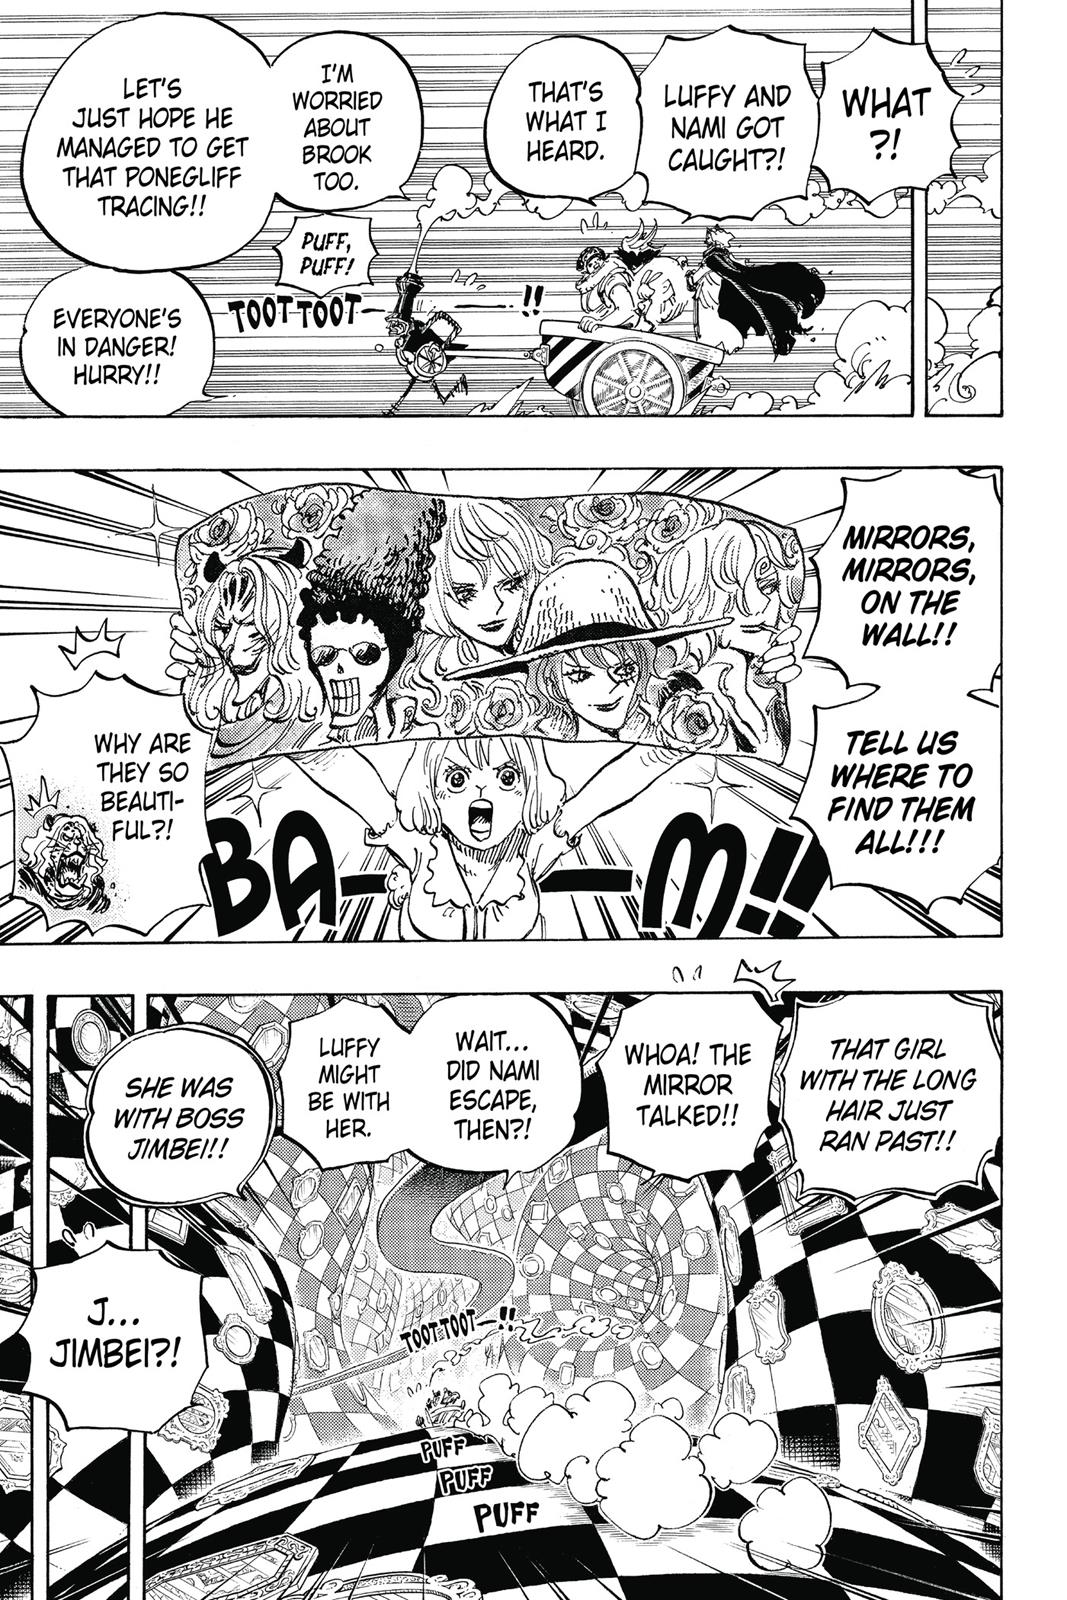 WHAT
?!
LUFFY AND
NAMI GOT
CAUGHT?!
THAT'S
WHAT I
HEARD.
I'M
WORRIED
ABOUT
BROOK
TOO.
LET'S
JUST HOPE HE
MANAGED TO GET
THAT PONEGLIFF
TRACING!!
PUFF,
PUFF!
TOOT TOOT—!!
EVERYONE'S
IN DANGER!
HURRY!!
MIRRORS,
MIRRORS,
ON THE
WALL!!
TELL US
WHERE TO
FIND THEM
ALL!!!
WHY ARE
THEY SO
BEAUTI-
FUL?!
BA—M!!
THAT GIRL
WITH THE LONG
HAIR JUST
RAN PAST!!
WHOA! THE
MIRROR
TALKED!!
WAIT...
DID NAMI
ESCAPE,
THEN?!
LUFFY
MIGHT
BE WITH
HER.
SHE WAS
WITH BOSS
JIMBEI!!
TOOT TOOT—!!
PUFF
PUFF
PUFF
J...
JIMBEI?!